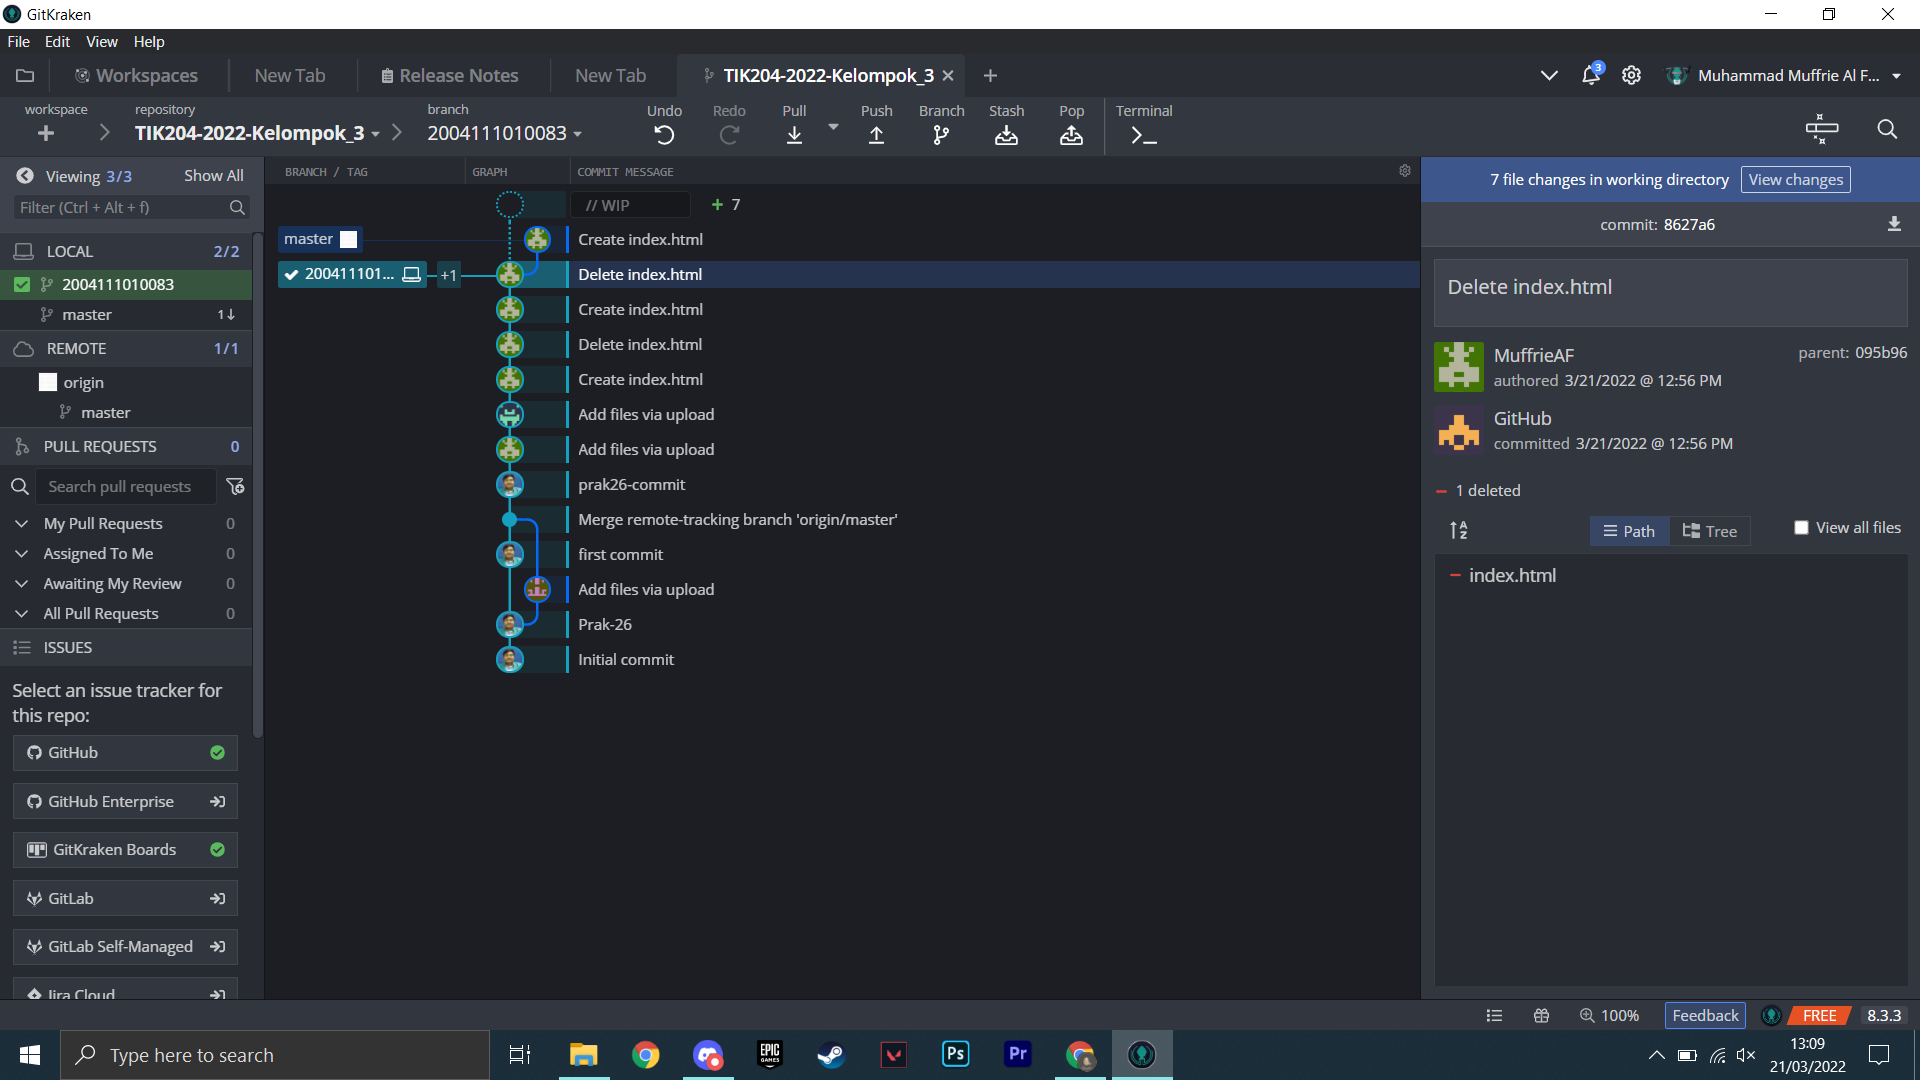 GitKraken
File Edit View Help
Workspaces New Tab Release Notes New Tab TIK204-2022-Kelompok_3 3 Muhammad Muffrie Al F...
workspace repository branch Undo Redo Pull Push Branch Stash Pop Terminal
TIK204-2022-Kelompok_3 2004111010083
Viewing 3/3 Show All
Filter (Ctrl + Alt + f)
LOCAL 2/2
2004111010083
master 1
REMOTE 1/1
origin
master
PULL REQUESTS 0
Search pull requests
My Pull Requests 0
Assigned To Me 0
Awaiting My Review 0
All Pull Requests 0
ISSUES
Select an issue tracker for
this repo:
GitHub
GitHub Enterprise
GitKraken Boards
GitLab
GitLab Self-Managed
Jira Cloud
BRANCH / TAG GRAPH COMMIT MESSAGE
// WIP + 7
master Create index.html
200411101... +1 Delete index.html
Create index.html
Delete index.html
Create index.html
Add files via upload
Add files via upload
prak26-commit
Merge remote-tracking branch 'origin/master'
first commit
Add files via upload
Prak-26
Initial commit
7 file changes in working directory View changes
commit: 8627a6
Delete index.html
MuffrieAF parent: 095b96
authored 3/21/2022 @ 12:56 PM
GitHub
committed 3/21/2022 @ 12:56 PM
1 deleted
Path Tree View all files
index.html
100% Feedback FREE 8.3.3
Type here to search
EPIC
GAMES
Ps
Pr
13:09
21/03/2022